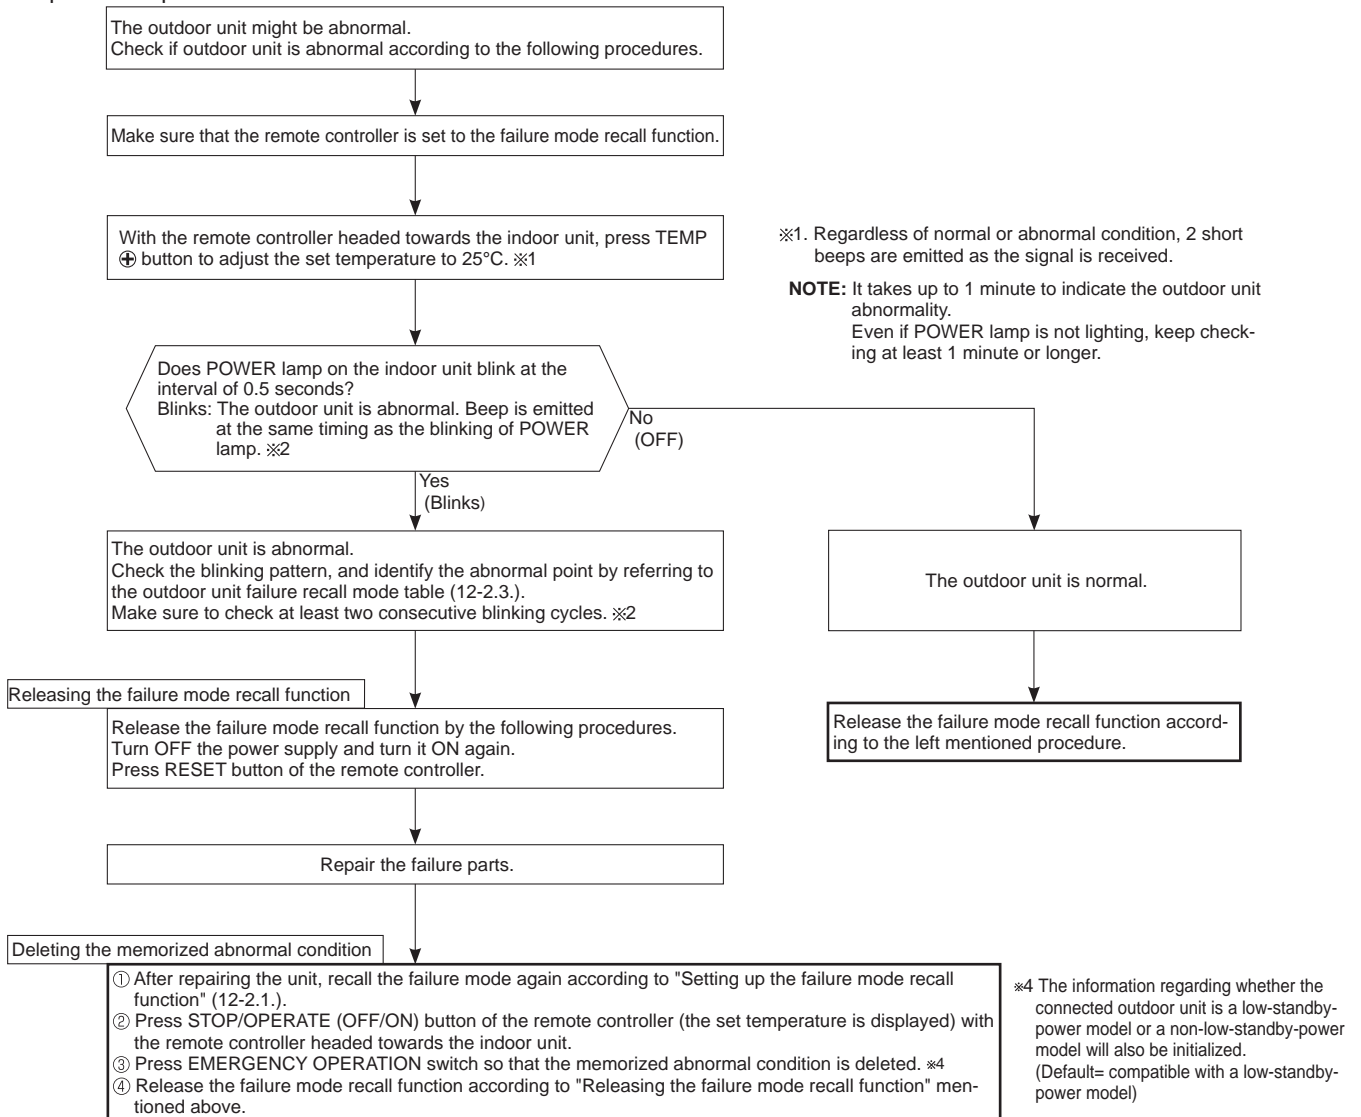 The outdoor unit might be abnormal.
Check if outdoor unit is abnormal according to the following procedures.
Make sure that the remote controller is set to the failure mode recall function.
With the remote controller headed towards the indoor unit, press TEMP
⊕ button to adjust the set temperature to 25°C. ※1
※1. Regardless of normal or abnormal condition, 2 short
beeps are emitted as the signal is received.
NOTE: It takes up to 1 minute to indicate the outdoor unit
abnormality.
Even if POWER lamp is not lighting, keep check-
ing at least 1 minute or longer.
Does POWER lamp on the indoor unit blink at the
interval of 0.5 seconds?
Blinks: The outdoor unit is abnormal. Beep is emitted
at the same timing as the blinking of POWER
lamp. ※2
No
(OFF)
Yes
(Blinks)
The outdoor unit is abnormal.
Check the blinking pattern, and identify the abnormal point by referring to
the outdoor unit failure recall mode table (12-2.3.).
Make sure to check at least two consecutive blinking cycles. ※2
The outdoor unit is normal.
Releasing the failure mode recall function
Release the failure mode recall function by the following procedures.
Turn OFF the power supply and turn it ON again.
Press RESET button of the remote controller.
Release the failure mode recall function accord-
ing to the left mentioned procedure.
Repair the failure parts.
Deleting the memorized abnormal condition
① After repairing the unit, recall the failure mode again according to "Setting up the failure mode recall
function" (12-2.1.).
② Press STOP/OPERATE (OFF/ON) button of the remote controller (the set temperature is displayed) with
the remote controller headed towards the indoor unit.
③ Press EMERGENCY OPERATION switch so that the memorized abnormal condition is deleted. ※4
④ Release the failure mode recall function according to "Releasing the failure mode recall function" men-
tioned above.
※4 The information regarding whether the
connected outdoor unit is a low-standby-
power model or a non-low-standby-power
model will also be initialized.
(Default= compatible with a low-standby-
power model)